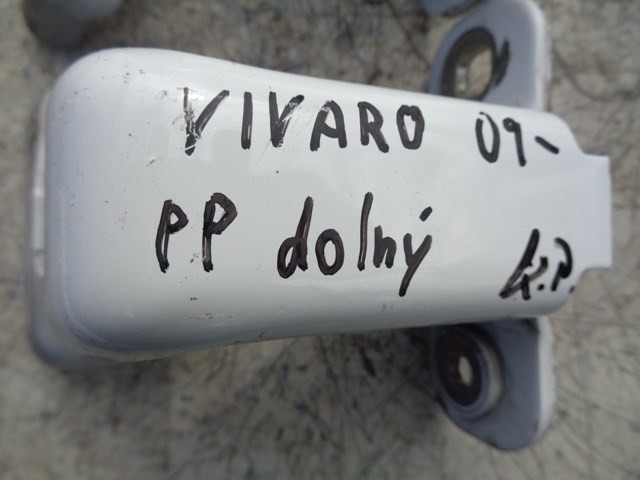 VIVARO 09-
PP dolný K.P.